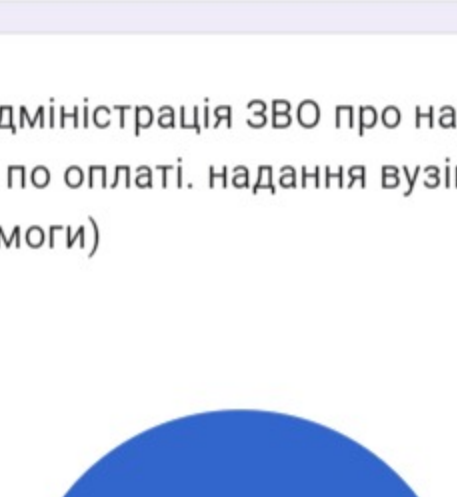 дміністрація ЗВО про на
по оплаті. надання вузі
моги)